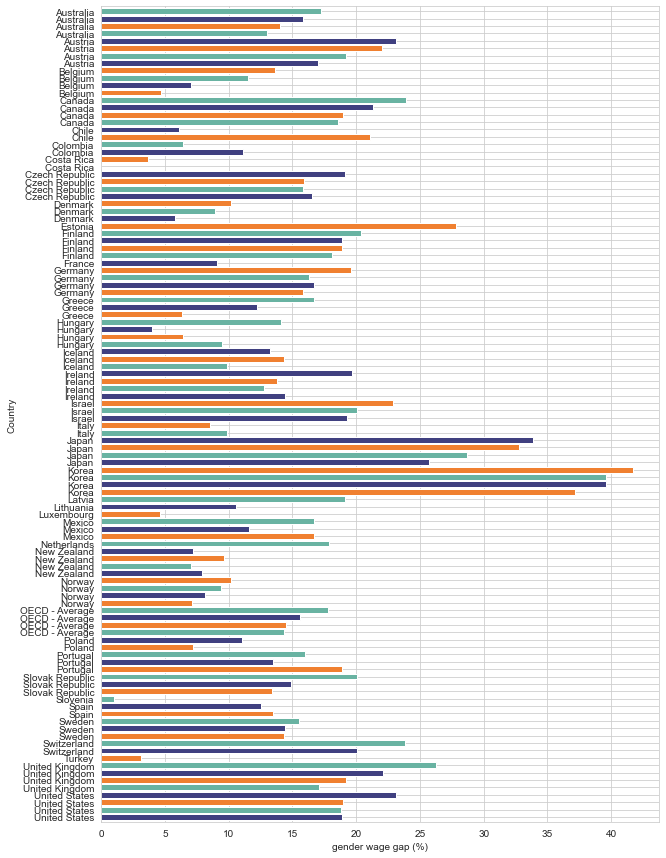 Australia
Australia
Australia
Australia
Austria
Austria
Austria
Austria
Belgium
Belgium
Belgium
Belgium
Canada
Canada
Canada
Canada
Chile
Chile
Colombia
Colombia
Costa Rica
Costa Rica
Czech Republic
Czech Republic
Czech Republic
Czech Republic
Denmark
Denmark
Denmark
Estonia
Finland
Finland
Finland
Finland
France
Germany
Germany
Germany
Germany
Greece
Greece
Greece
Hungary
Hungary
Hungary
Hungary
Iceland
Iceland
Iceland
Ireland
Ireland
Ireland
Ireland
Israel
Israel
Israel
Italy
Italy
Japan
Japan
Japan
Japan
Korea
Korea
Korea
Korea
Latvia
Lithuania
Luxembourg
Mexico
Mexico
Mexico
Netherlands
New Zealand
New Zealand
New Zealand
New Zealand
Norway
Norway
Norway
Norway
OECD - Average
OECD - Average
OECD - Average
OECD - Average
Poland
Poland
Portugal
Portugal
Portugal
Slovak Republic
Slovak Republic
Slovak Republic
Slovenia
Spain
Spain
Sweden
Sweden
Sweden
Switzerland
Switzerland
Turkey
United Kingdom
United Kingdom
United Kingdom
United Kingdom
United States
United States
United States
United States
Country
0 5 10 15 20 25 30 35 40
gender wage gap (%)